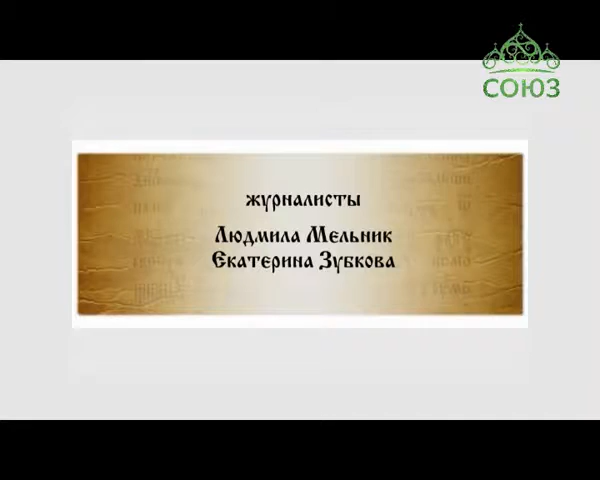 СОЮЗ
журналисты
Людмила Мельник
Екатерина Зубкова